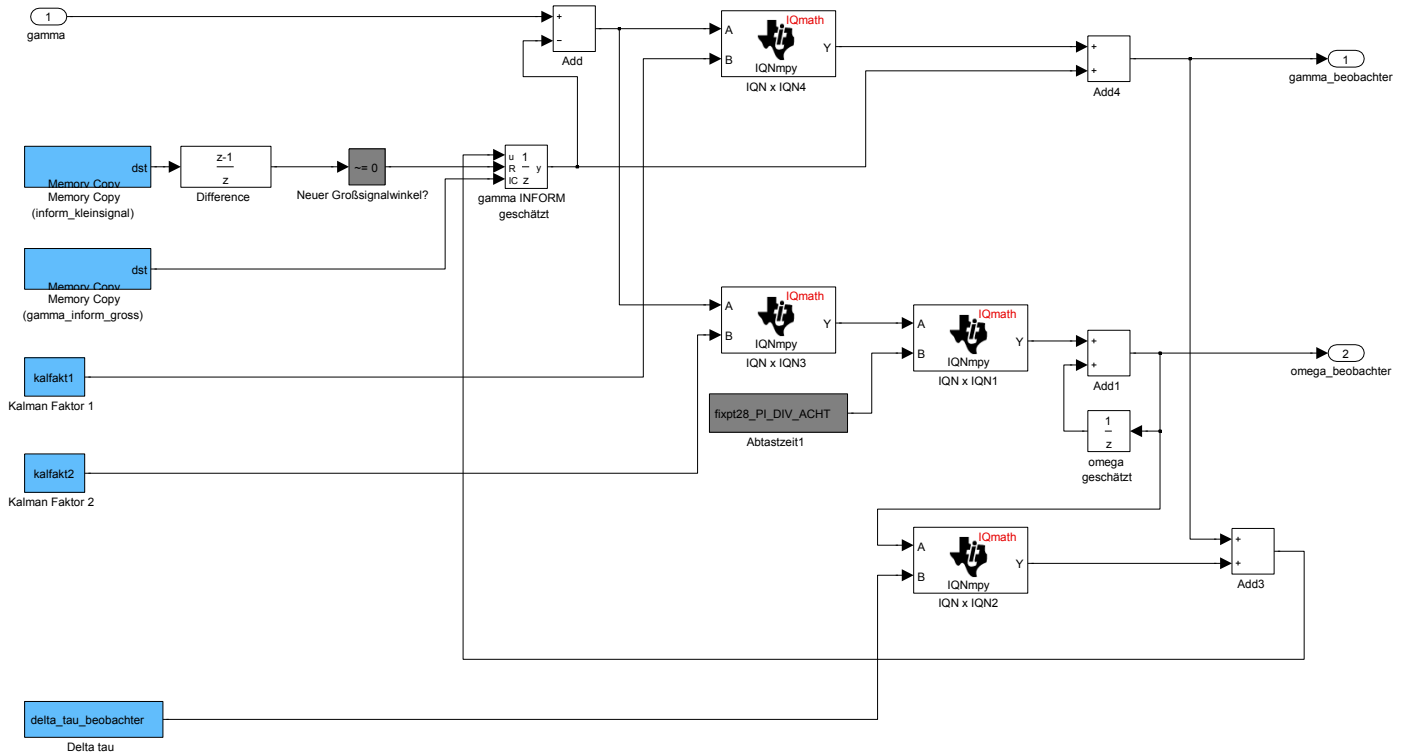 1
gamma
+
−
Add
A
B
IQmath
IQNmpy
Y
IQN x IQN4
+
+
Add4
1
gamma_beobachter
dst
Memory Copy
Memory Copy
(inform_kleinsignal)
z-1
z
Difference
~= 0
Neuer Großsignalwinkel?
u
R
IC
1
z
y
gamma INFORM
geschätzt
dst
Memory Copy
Memory Copy
(gamma_inform_gross)
A
B
IQmath
IQNmpy
Y
IQN x IQN3
A
B
IQmath
IQNmpy
Y
IQN x IQN1
+
+
Add1
2
omega_beobachter
kalfakt1
Kalman Faktor 1
fixpt28_PI_DIV_ACHT
Abtastzeit1
1
z
omega
geschätzt
kalfakt2
Kalman Faktor 2
A
B
IQmath
IQNmpy
Y
IQN x IQN2
+
+
Add3
delta_tau_beobachter
Delta tau